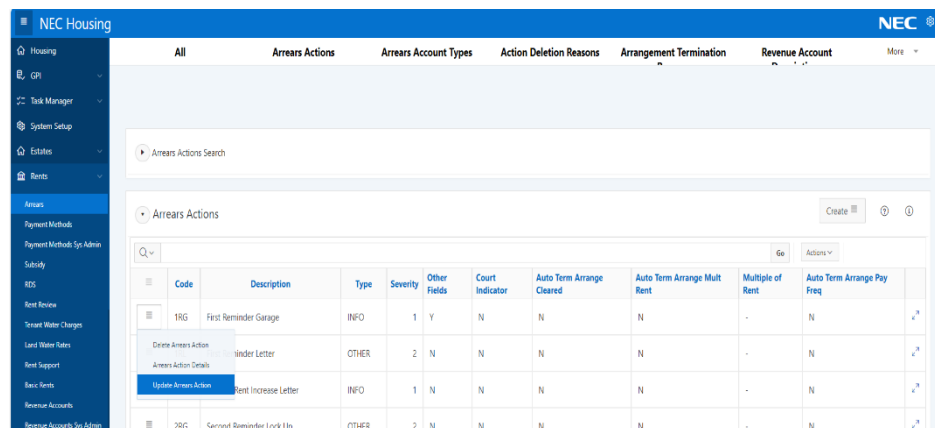 NEC Housing
NEC
Housing
GPI
Task Manager
System Setup
Estates
Rents
Arrears
Payment Methods
Payment Methods Sys Admin
Subsidy
RDS
Rent Review
Tenant Water Charges
Land Water Rates
Rent Support
Basic Rents
Revenue Accounts
Revenue Accounts Sys Admin
All Arrears Actions Arrears Account Types Action Deletion Reasons Arrangement Termination Revenue Account More
Arrears Actions Search
Arrears Actions
Create
Go Actions
Code Description Type Severity Other Fields Court Indicator Auto Term Arrange Cleared Auto Term Arrange Mult Rent Multiple of Rent Auto Term Arrange Pay Freq
1RG First Reminder Garage INFO 1 Y N N N - N
Reminder Letter OTHER 2 N N N N - N
Rent Increase Letter INFO 1 N N N N - N
2RG Second Reminder Lock Up OTHER 2 N N N N - N
Delete Arrears Action
Arrears Action Details
Update Arrears Action